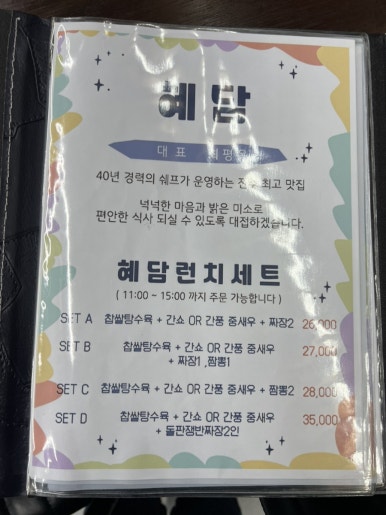 혜담
대표
40년 경력의 쉐프가 운영하는 최고 맛집
넉넉한 마음과 밝은 미소로
편안한 식사 되실 수 있도록 대접하겠습니다.
혜담런치세트
( 11:00 ~ 15:00 까지 주문 가능합니다 )
SET A 찹쌀탕수육 + 간쇼 OR 간풍 중새우 + 짜장2 26,000
SET B 찹쌀탕수육 + 간쇼 OR 간풍 중새우 27,000
+ 짜장1 ,짬뽕1
SET C 찹쌀탕수육 + 간쇼 OR 간풍 중새우 + 짬뽕2 28,000
SET D 찹쌀탕수육 + 간쇼 OR 간풍 중새우 35,000
+ 돌판쟁반짜장2인